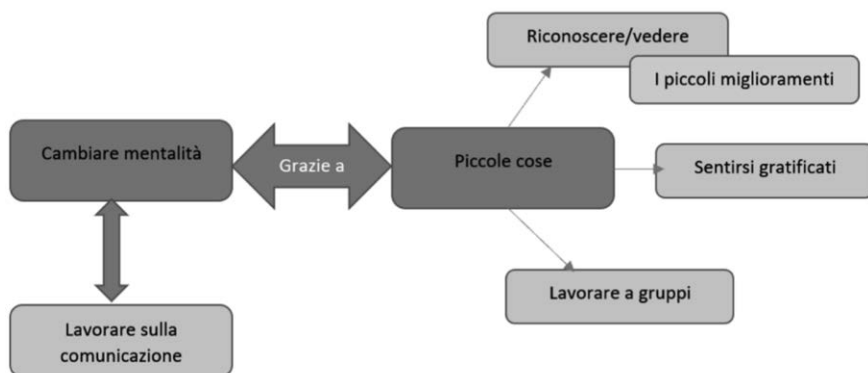 Riconoscere/vedere
I piccoli miglioramenti
Cambiare mentalità
Grazie a
Piccole cose
Sentirsi gratificati
Lavorare a gruppi
Lavorare sulla
comunicazione